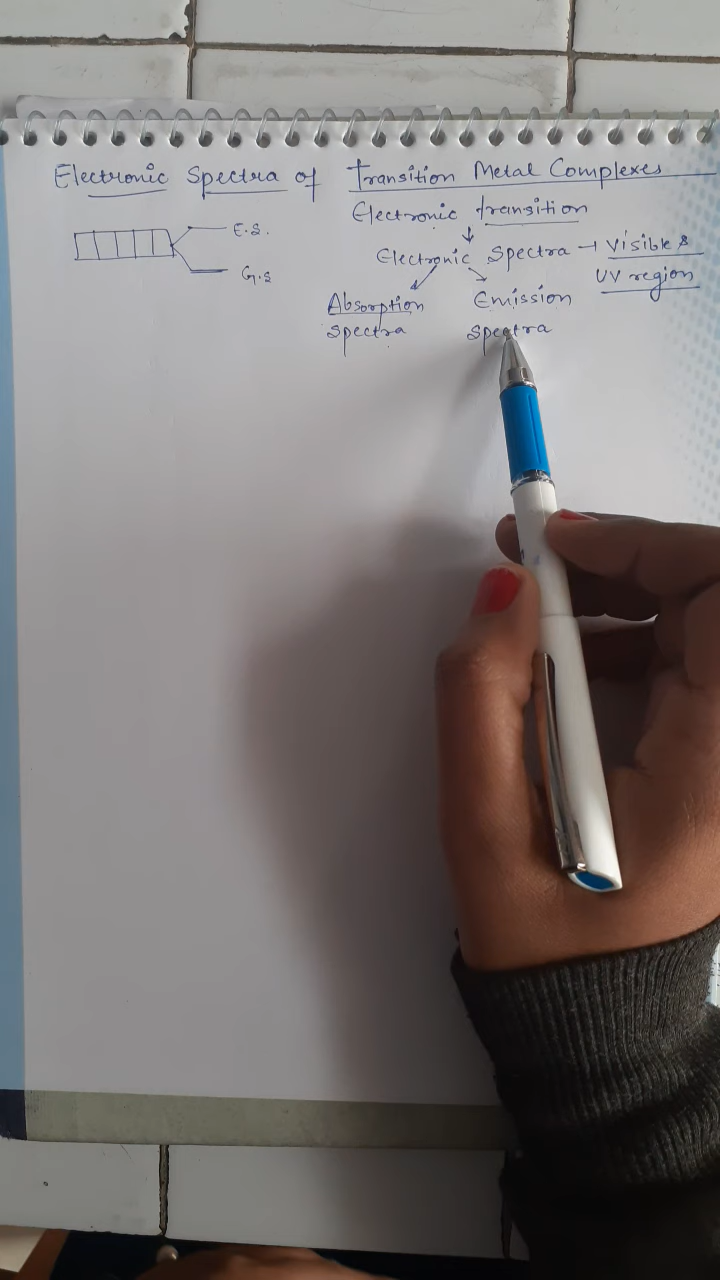 Electronic Spectra of Transition Metal Complexes
Electronic transition
↓
Electronic Spectra → Visible &
UV region
Absorption
Spectra
Emission
Spectra
E.S.
G.S